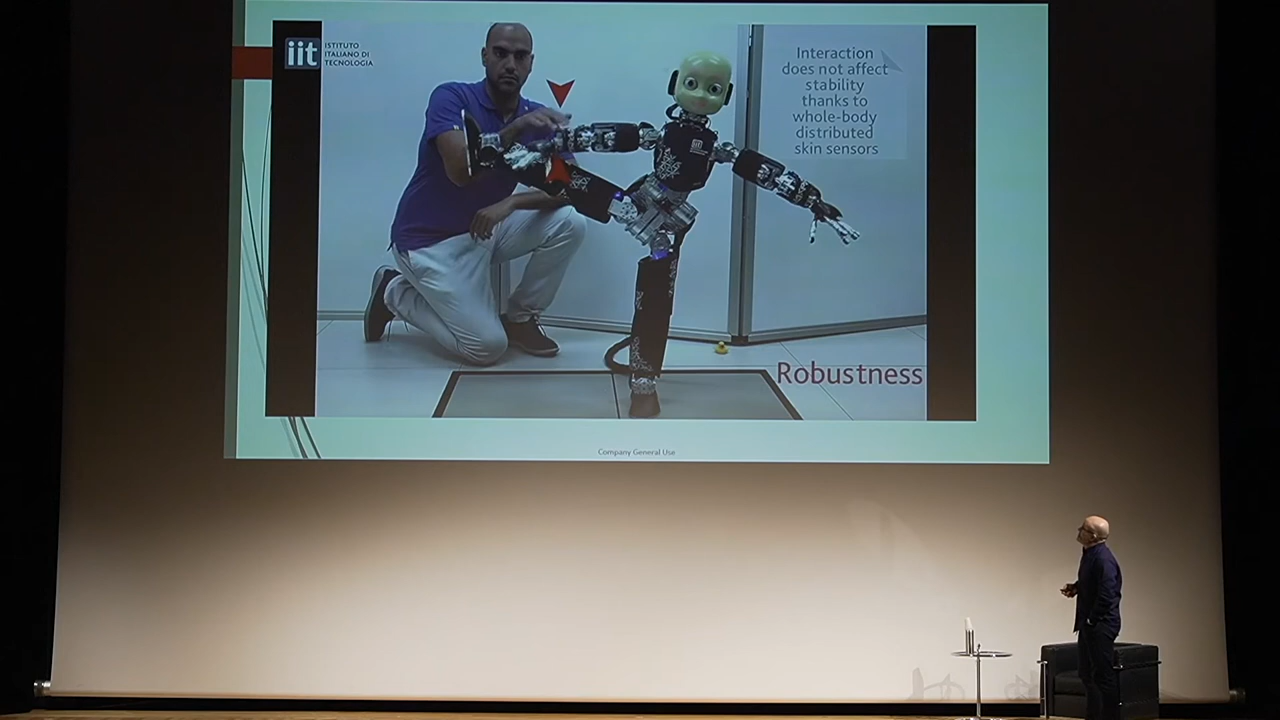 iit
ISTITUTO
ITALIANO DI
TECNOLOGIA
Interaction
does not affect
stability
thanks to
whole-body
distributed
skin sensors
iit
Robustness
Company General Use